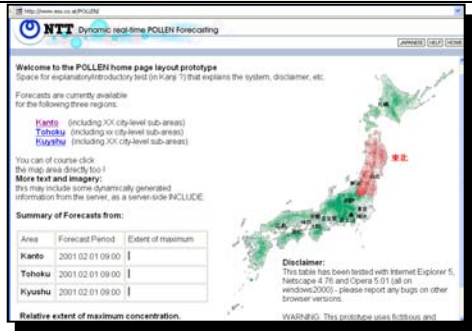 http://www.ess.co.at/POLLEN/
NTT Dynamic real-time POLLEN Forecasting
JAPANESE HELP HOME
Welcome to the POLLEN home page layout prototype
Space for explanatory/introductory text (in Kanji ?) that explains the system, disclaimer, etc.
Forecasts are currently available
for the following three regions:
Kanto (including XX city-level sub-areas)
Tohoku (including xx city-level sub-areas)
Kuyshu (including XX city-level sub-areas)
You can of course click
the map area directly too !
More text and imagery:
this may include some dynamically generated
information from the server, as a server-side INCLUDE.
東北
Summary of Forecasts from:
Area Forecast Period Extent of maximum
Kanto 2001.02.01 09:00
Tohoku 2001.02.01 09:00
Kyushu 2001.02.01 09:00
Relative extent of maximum concentration.
Disclaimer:
This table has been tested with Internet Explorer 5,
Netscape 4.76 and Opera 5.01 (all on
windows2000) - please report any bugs on other
browser versions.
WARNING: This prototype uses fictitious and